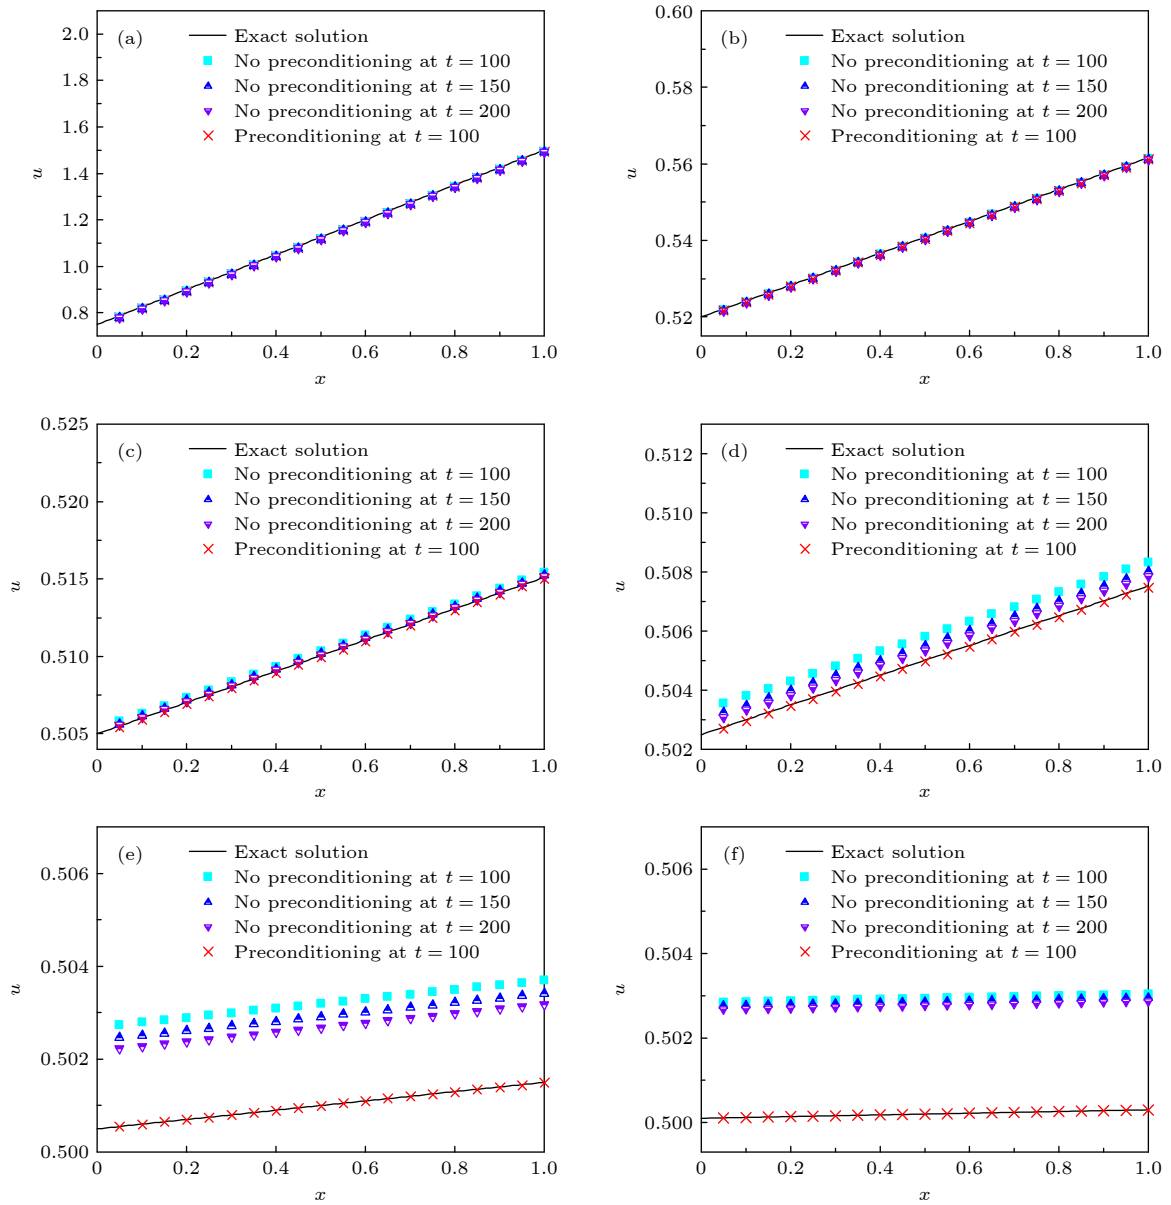 (a)
Exact solution
No preconditioning at t = 100
No preconditioning at t = 150
No preconditioning at t = 200
Preconditioning at t = 100
2.0
1.8
1.6
1.4
1.2
1.0
0.8
u
0 0.2 0.4 0.6 0.8 1.0
x
(b)
Exact solution
No preconditioning at t = 100
No preconditioning at t = 150
No preconditioning at t = 200
Preconditioning at t = 100
0.60
0.58
0.56
0.54
0.52
u
0 0.2 0.4 0.6 0.8 1.0
x
(c)
Exact solution
No preconditioning at t = 100
No preconditioning at t = 150
No preconditioning at t = 200
Preconditioning at t = 100
0.525
0.520
0.515
0.510
0.505
u
0 0.2 0.4 0.6 0.8 1.0
x
(d)
Exact solution
No preconditioning at t = 100
No preconditioning at t = 150
No preconditioning at t = 200
Preconditioning at t = 100
0.512
0.510
0.508
0.506
0.504
0.502
u
0 0.2 0.4 0.6 0.8 1.0
x
(e)
Exact solution
No preconditioning at t = 100
No preconditioning at t = 150
No preconditioning at t = 200
Preconditioning at t = 100
0.506
0.504
0.502
0.500
u
0 0.2 0.4 0.6 0.8 1.0
x
(f)
Exact solution
No preconditioning at t = 100
No preconditioning at t = 150
No preconditioning at t = 200
Preconditioning at t = 100
0.506
0.504
0.502
0.500
u
0 0.2 0.4 0.6 0.8 1.0
x